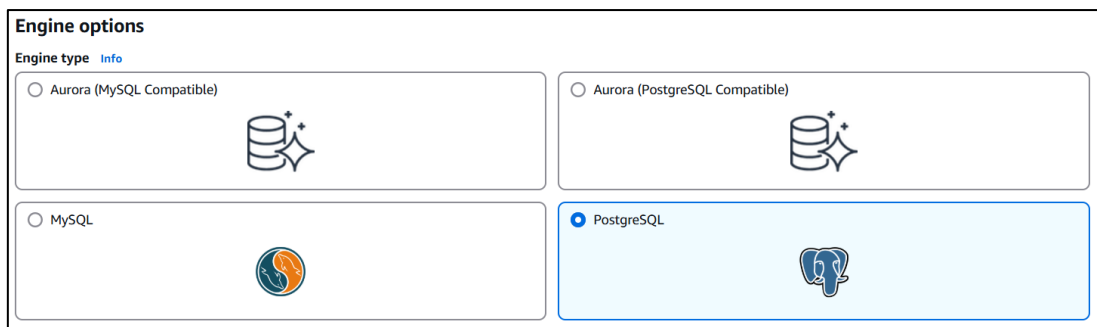 Engine options
Engine type Info
Aurora (MySQL Compatible)
Aurora (PostgreSQL Compatible)
MySQL
PostgreSQL